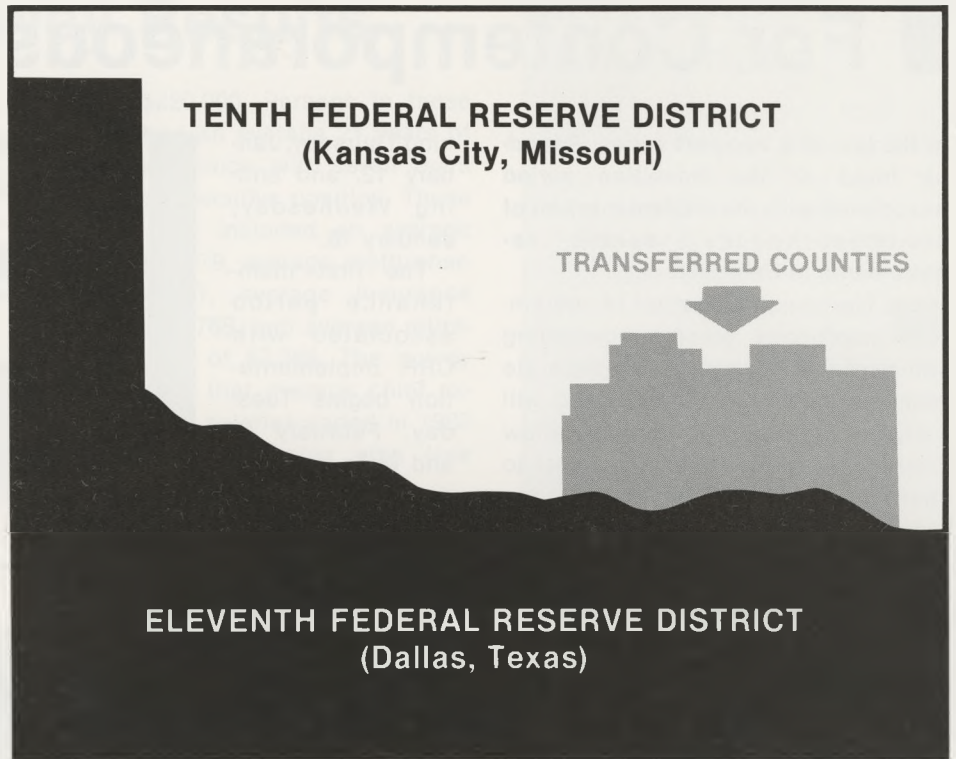 TENTH FEDERAL RESERVE DISTRICT
(Kansas City, Missouri)
TRANSFERRED COUNTIES
ELEVENTH FEDERAL RESERVE DISTRICT
(Dallas, Texas)